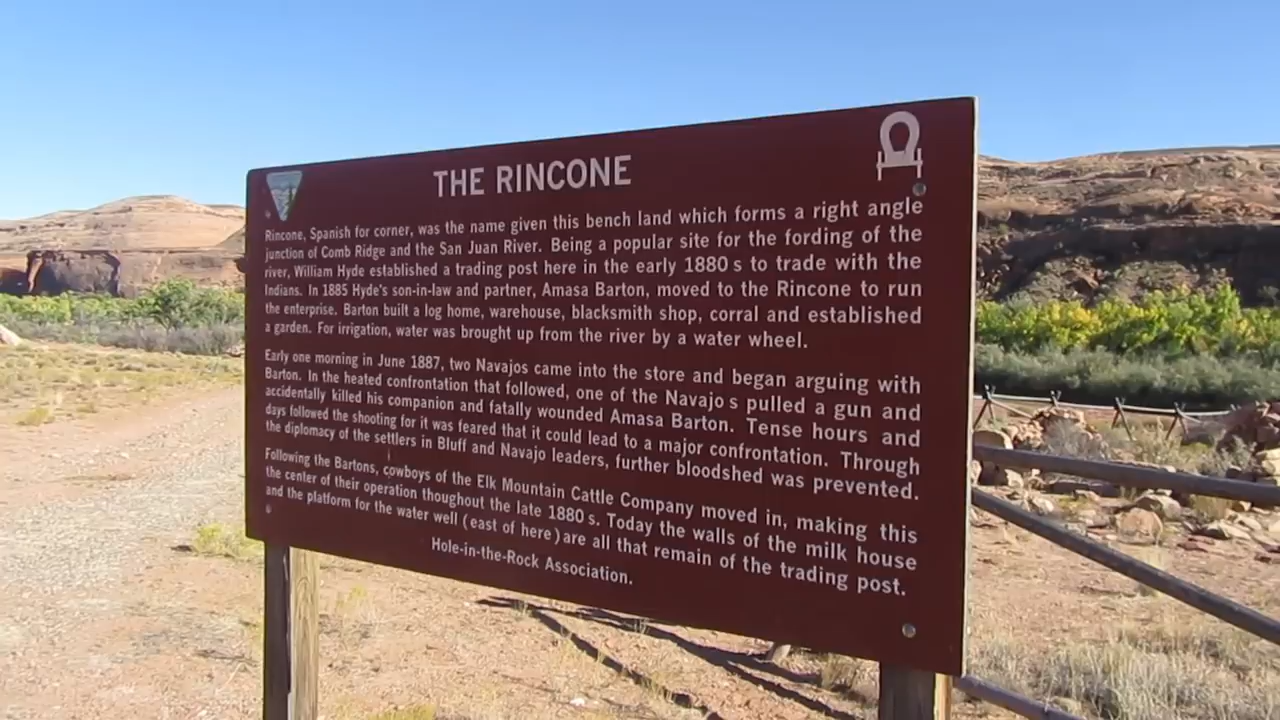 THE RINCONE
Rincone, Spanish for corner, was the name given this bench land which forms a right angle
junction of Comb Ridge and the San Juan River. Being a popular site for the fording of the
river, William Hyde established a trading post here in the early 1880 s to trade with the
Indians. In 1885 Hyde's son-in-law and partner, Amasa Barton, moved to the Rincone to run
the enterprise. Barton built a log home, warehouse, blacksmith shop, corral and established
a garden. For irrigation, water was brought up from the river by a water wheel.
Early one morning in June 1887, two Navajos came into the store and began arguing with
Barton. In the heated confrontation that followed, one of the Navajo s pulled a gun and
accidentally killed his companion and fatally wounded Amasa Barton. Tense hours and
days followed the shooting for it was feared that it could lead to a major confrontation. Through
the diplomacy of the settlers in Bluff and Navajo leaders, further bloodshed was prevented.
Following the Bartons, cowboys of the Elk Mountain Cattle Company moved in, making this
the center of their operation thoughout the late 1880 s. Today the walls of the milk house
and the platform for the water well (east of here) are all that remain of the trading post.
Hole-in-the-Rock Association.